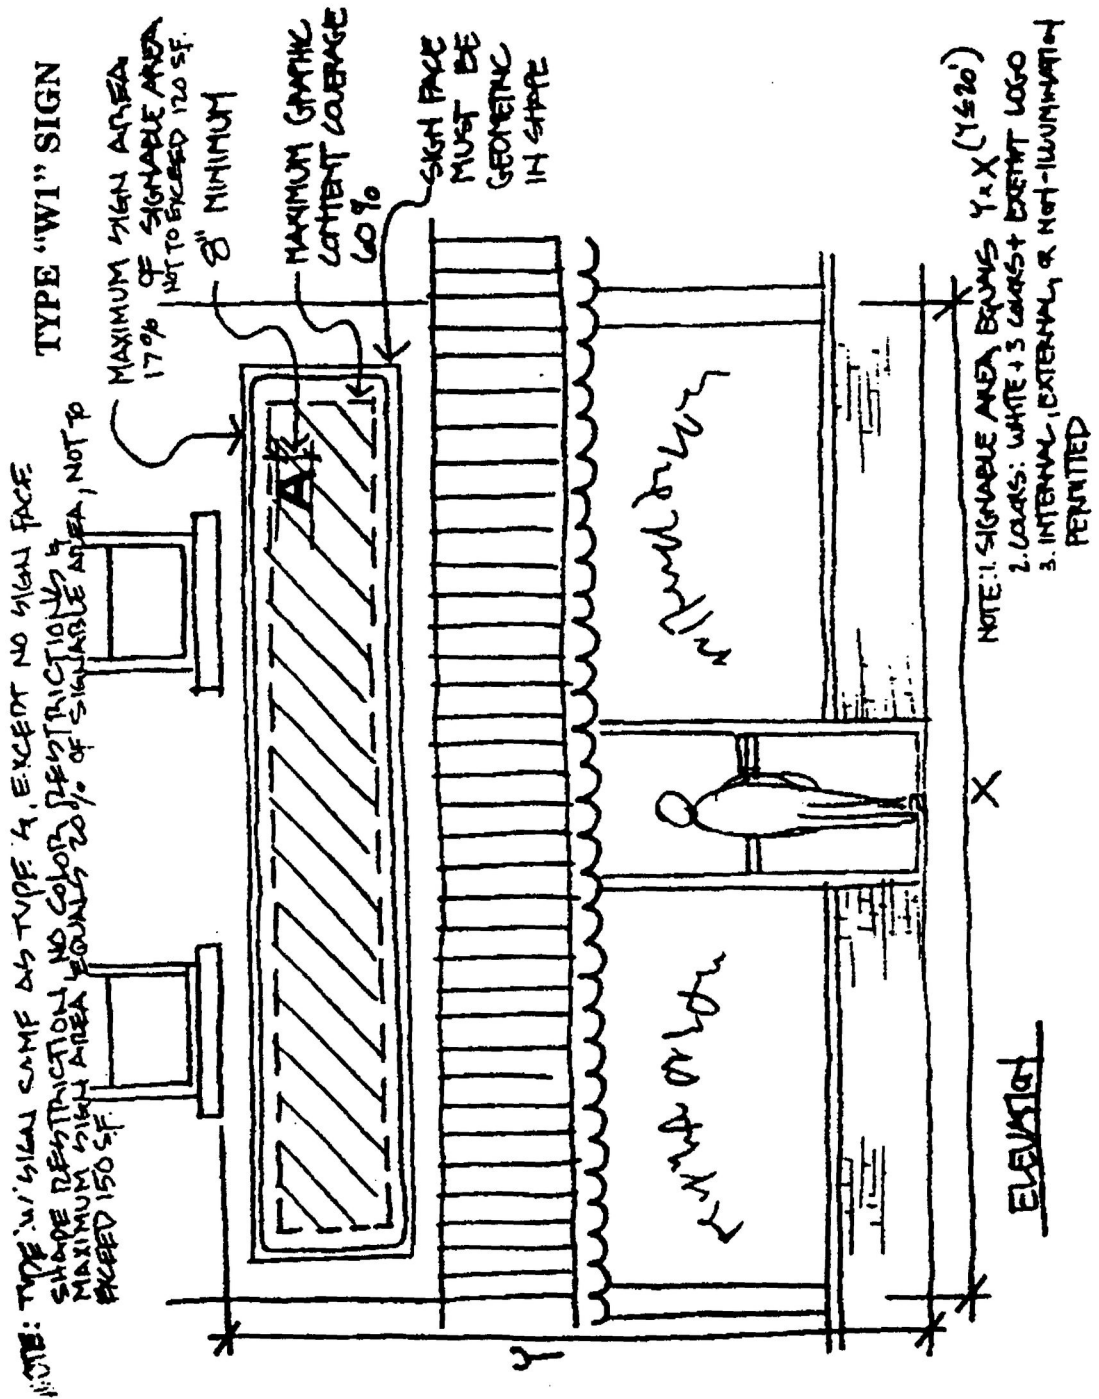 TYPE "W1" SIGN
NOTE: TYPE 'W' SIGN SAME AS TYPE 4, EXCEPT NO SIGN FACE
SHAPE RESTRICTION, NO COLOR RESTRICTIONS &
MAXIMUM SIGN AREA EQUALS 20% OF SIGNABLE AREA, NOT TO
EXCEED 150 SF.
MAXIMUM SIGN AREA
17% OF SIGNABLE AREA
NOT TO EXCEED 120 SF.
8" MINIMUM
MAXIMUM GRAPHIC
CONTENT COVERAGE
60%
SIGN FACE
MUST BE
GEOMETRIC
IN SHAPE
A
Y
X
ELEVATION
NOTE: 1. SIGNABLE AREA EQUALS Y x X (Y≤20')
2. COLORS: WHITE + 3 COLORS + EXEMPT LOGO
3. INTERNAL, EXTERNAL, OR NON-ILLUMINATION
PERMITTED